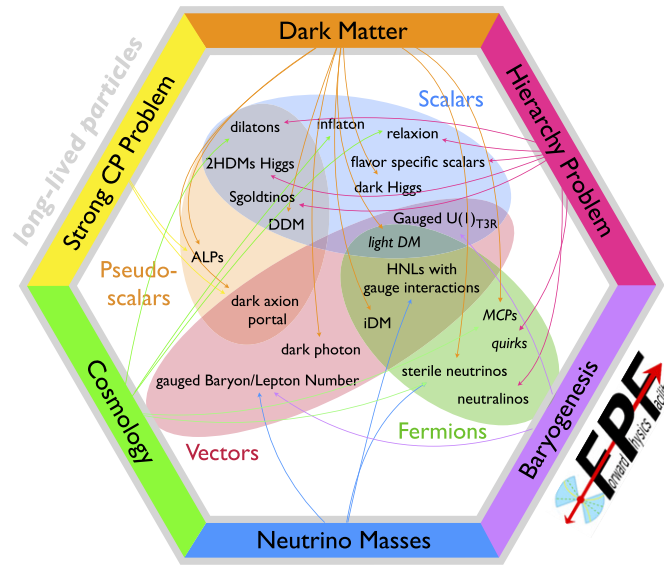 Dark Matter
long-lived particles
Strong CP Problem
Hierarchy Problem
Scalars
dilatons
inflaton
relaxion
2HDMs Higgs
flavor specific scalars
dark Higgs
Sgoldtinos
DDM
Gauged U(1)T3R
light DM
ALPs
Pseudo-
scalars
HNLs with
gauge interactions
dark axion
portal
iDM
MCPs
quirks
dark photon
sterile neutrinos
gauged Baryon/Lepton Number
neutralinos
Fermions
Vectors
Cosmology
Baryogenesis
Neutrino Masses
FPF
Forward Physics Facility